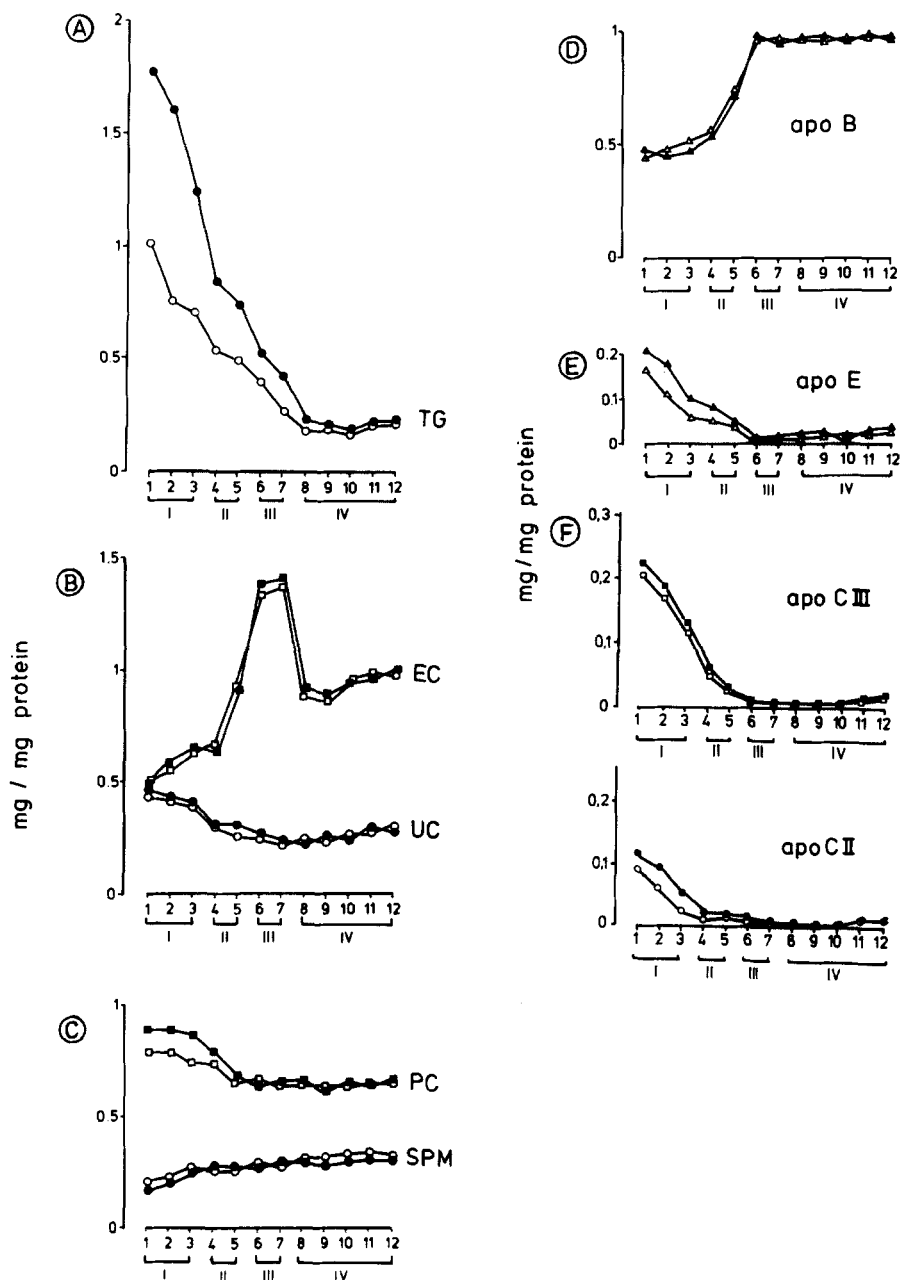 A
2
1.5
1
0.5
0
TG
1 2 3 4 5 6 7 8 9 10 11 12
I II III IV
B
1.5
1
0.5
0
EC
UC
1 2 3 4 5 6 7 8 9 10 11 12
I II III IV
mg / mg protein
C
1
0.5
0
PC
SPM
1 2 3 4 5 6 7 8 9 10 11 12
I II III IV
D
1
0.5
0
apo B
1 2 3 4 5 6 7 8 9 10 11 12
I II III IV
E
0.2
0.1
0
apo E
1 2 3 4 5 6 7 8 9 10 11 12
I II III IV
mg/mg protein
F
0,3
0,2
0,1
0
apo CIII
1 2 3 4 5 6 7 8 9 10 11 12
I II III IV
0,2
0,1
0
apo CII
1 2 3 4 5 6 7 8 9 10 11 12
I II III IV